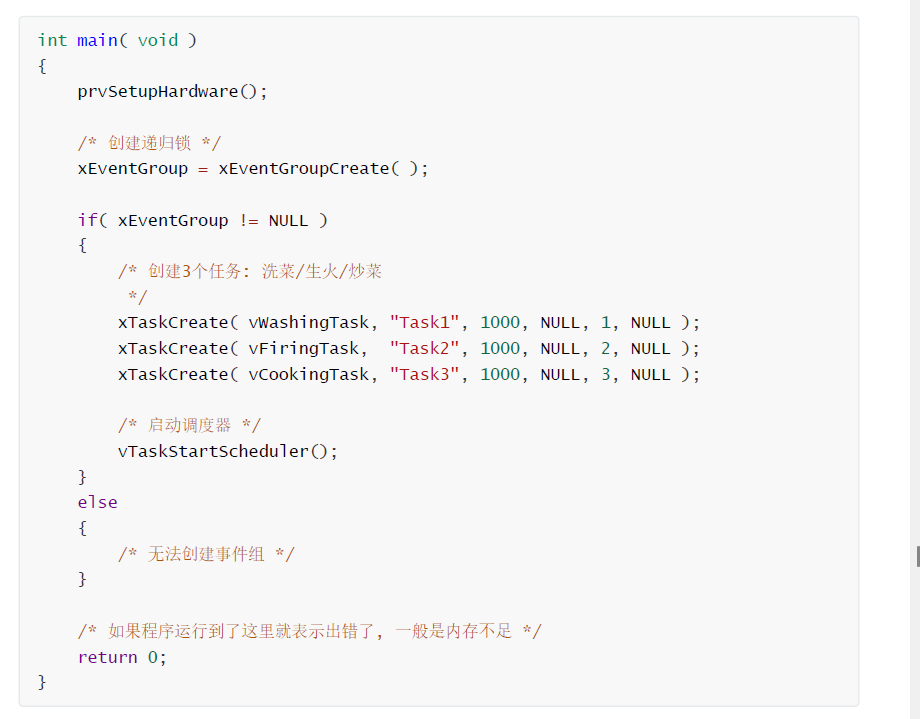 int main( void )
{
    prvSetupHardware();

    /* 创建递归锁 */
    xEventGroup = xEventGroupCreate( );

    if( xEventGroup != NULL )
    {
        /* 创建3个任务: 洗菜/生火/炒菜
         */
        xTaskCreate( vWashingTask, "Task1", 1000, NULL, 1, NULL );
        xTaskCreate( vFiringTask,  "Task2", 1000, NULL, 2, NULL );
        xTaskCreate( vCookingTask, "Task3", 1000, NULL, 3, NULL );

        /* 启动调度器 */
        vTaskStartScheduler();
    }
    else
    {
        /* 无法创建事件组 */
    }

    /* 如果程序运行到了这里就表示出错了, 一般是内存不足 */
    return 0;
}